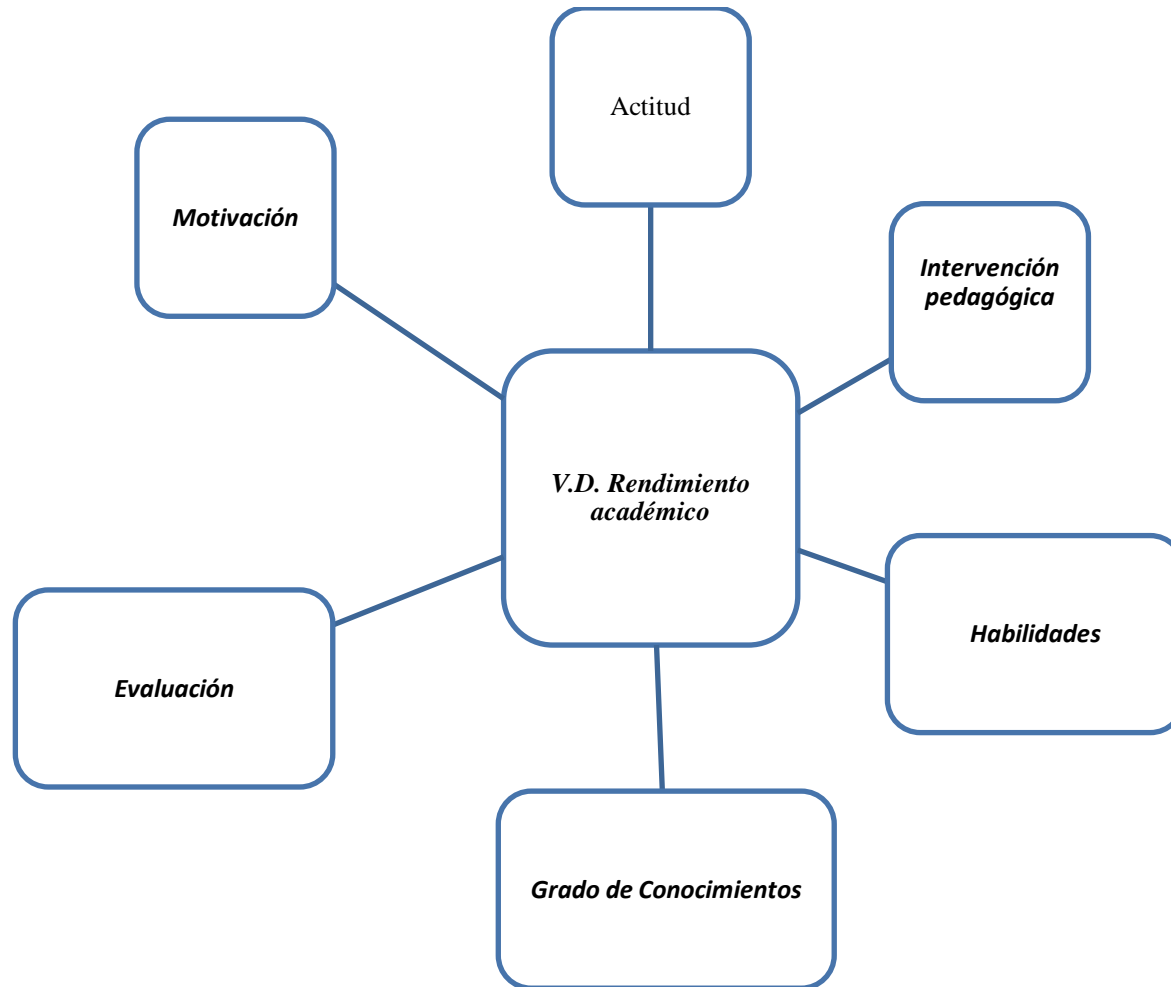 Actitud
Motivación
Intervención
pedagógica
V.D. Rendimiento
académico
Habilidades
Evaluación
Grado de Conocimientos